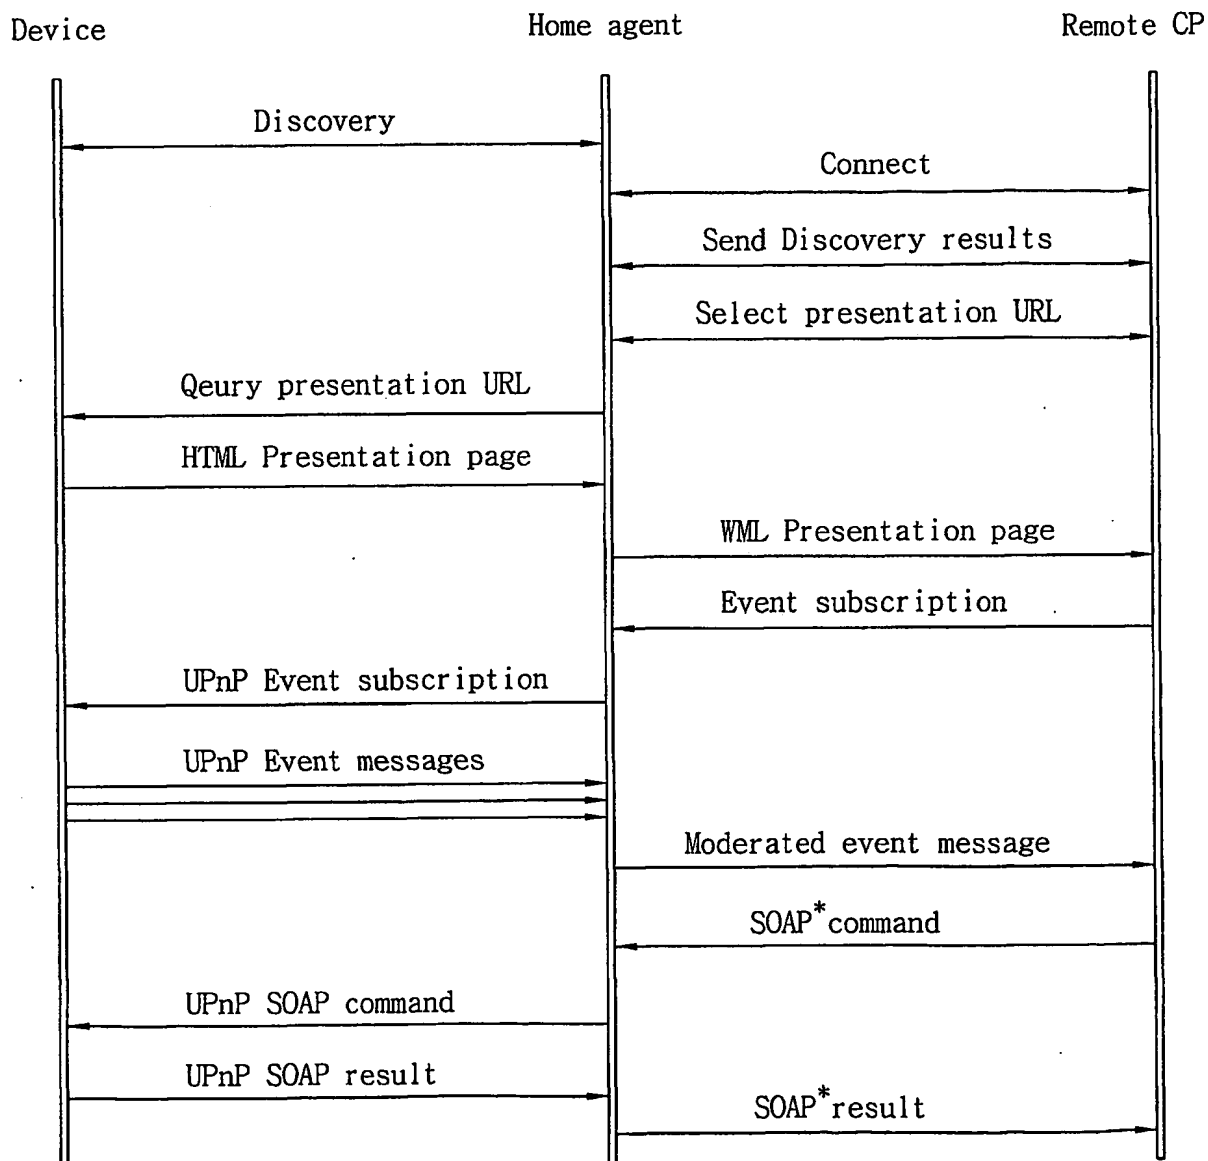 Device
Home agent
Remote CP
Discovery
Connect
Send Discovery results
Select presentation URL
Qeury presentation URL
HTML Presentation page
WML Presentation page
Event subscription
UPnP Event subscription
UPnP Event messages
Moderated event message
SOAP*command
UPnP SOAP command
UPnP SOAP result
SOAP*result